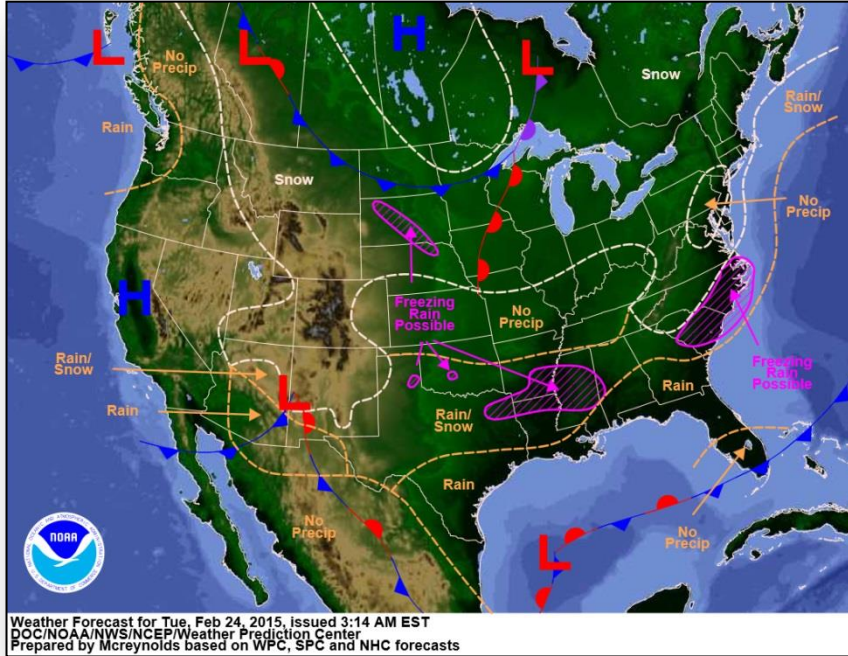 L
L
H
L
No
Precip
Snow
Rain/
Snow
Rain
Snow
No
Precip
H
Freezing
Rain
Possible
No
Precip
Freezing
Rain
Possible
Rain/
Snow
Rain
L
Rain/
Snow
Rain
Rain
No
Precip
No
Precip
L
NOAA
Weather Forecast for Tue, Feb 24, 2015, issued 3:14 AM EST
DOC/NOAA/NWS/NCEP/Weather Prediction Center
Prepared by Mcreynolds based on WPC, SPC and NHC forecasts